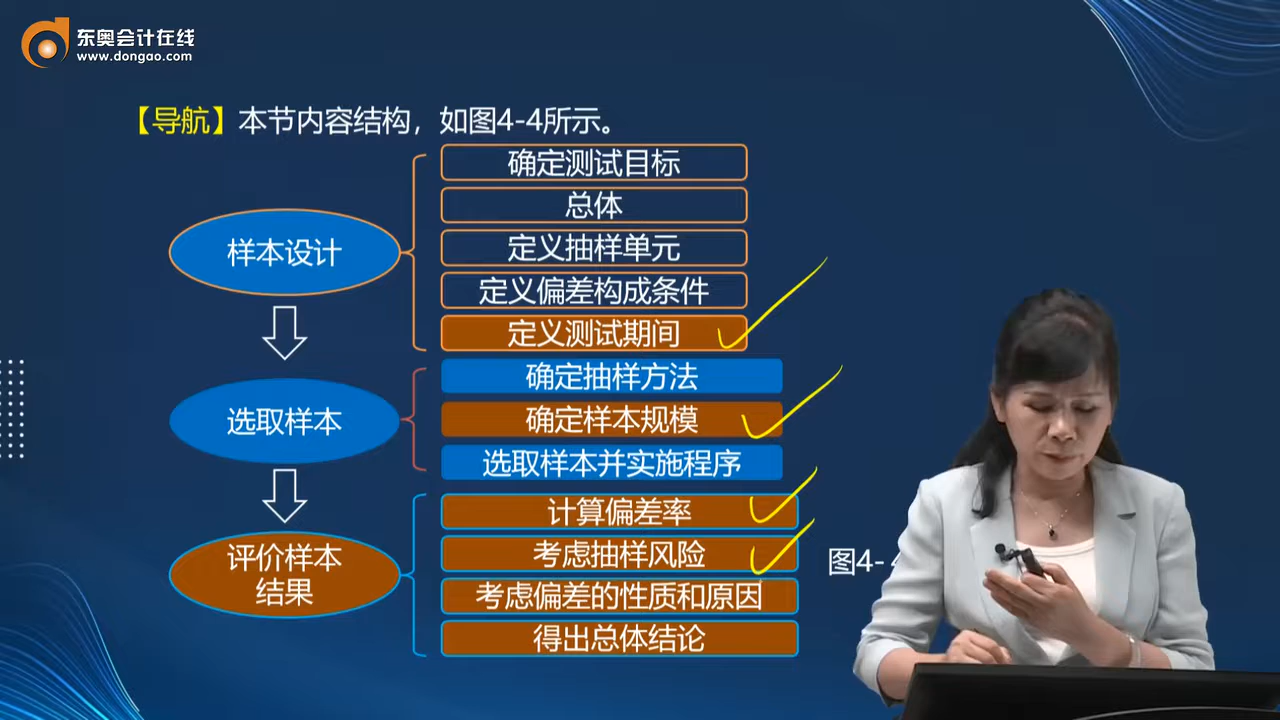 东奥会计在线
www.dongao.com
【导航】本节内容结构，如图4-4所示。
确定测试目标
总体
定义抽样单元
定义偏差构成条件
定义测试期间
样本设计
确定抽样方法
确定样本规模
选取样本并实施程序
选取样本
计算偏差率
考虑抽样风险
考虑偏差的性质和原因
得出总体结论
评价样本
结果
图4-